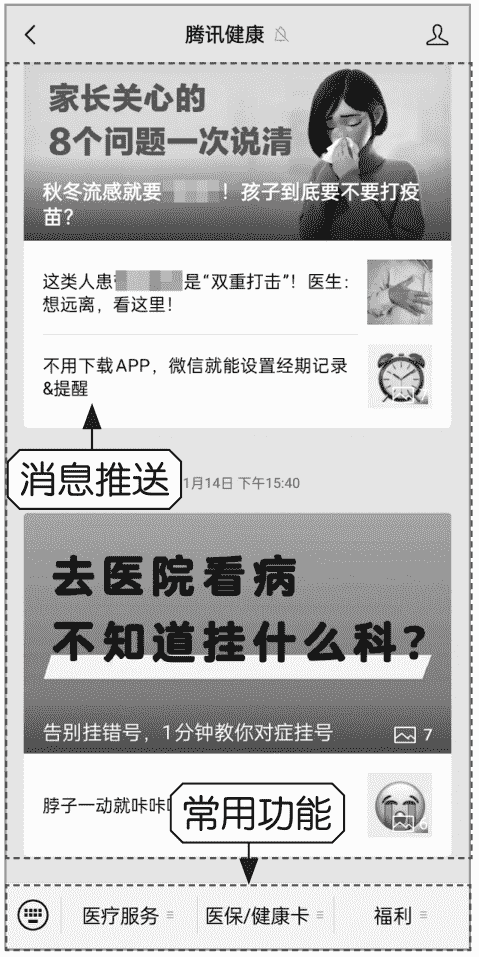 腾讯健康
家长关心的
8个问题一次说清
秋冬流感就要 ！孩子到底要不要打疫
苗？
这类人患 是“双重打击”！医生：
想远离，看这里！
不用下载APP，微信就能设置经期记录
&提醒
消息推送
1月14日 下午15:40
去医院看病
不知道挂什么科？
告别挂错号，1分钟教你对症挂号
7
脖子一动就咔咔
常用功能
医疗服务
医保/健康卡
福利